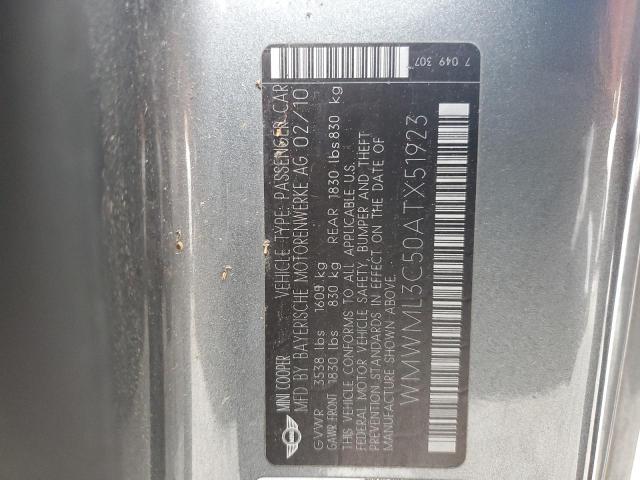 MINI COOPER VEHICLE TYPE: PASSENGER CAR
MFD BY BAYERISCHE MOTORENWERKE AG 02/10
GVWR 3538 lbs 1605 kg
GAWR FRONT 1830 lbs 830 kg REAR 1830 lbs 830 kg
THIS VEHICLE CONFORMS TO ALL APPLICABLE U.S.
FEDERAL MOTOR VEHICLE SAFETY, BUMPER AND THEFT
PREVENTION STANDARDS IN EFFECT ON THE DATE OF
MANUFACTURE SHOWN ABOVE.
WMWML3C50ATX51923
7 049 307